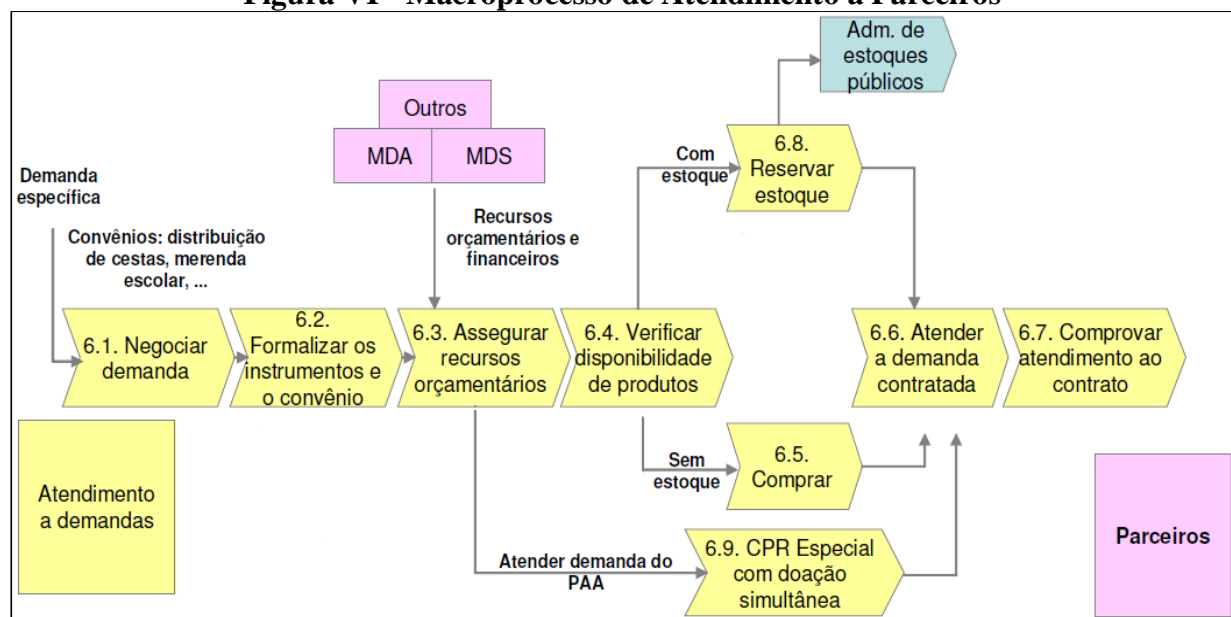 Figura VI - Macroprocesso de Atendimento a Parceiros
Adm. de
estoques
públicos
Outros
MDA
MDS
Com
estoque
6.8.
Reservar
estoque
Demanda
específica
Convênios: distribuição
de cestas, merenda
escolar, ...
Recursos
orçamentários e
financeiros
6.1. Negociar
demanda
6.2.
Formalizar os
instrumentos e
o convênio
6.3. Assegurar
recursos
orçamentários
6.4. Verificar
disponibilidade
de produtos
6.6. Atender
a demanda
contratada
6.7. Comprovar
atendimento ao
contrato
Sem
estoque
6.5.
Comprar
Atendimento
a demandas
Atender demanda do
PAA
6.9. CPR Especial
com doação
simultânea
Parceiros